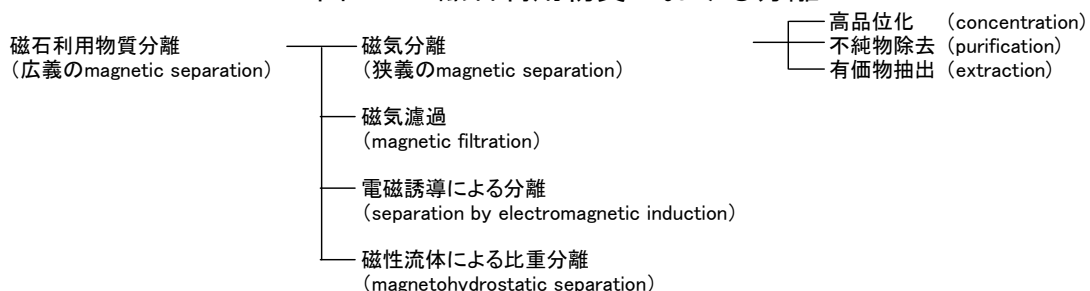 高品位化 (concentration)
磁石利用物質分離 磁気分離 不純物除去 (purification)
(広義のmagnetic separation) (狭義のmagnetic separation) 有価物抽出 (extraction)
磁気濾過
(magnetic filtration)
電磁誘導による分離
(separation by electromagnetic induction)
磁性流体による比重分離
(magnetohydrostatic separation)